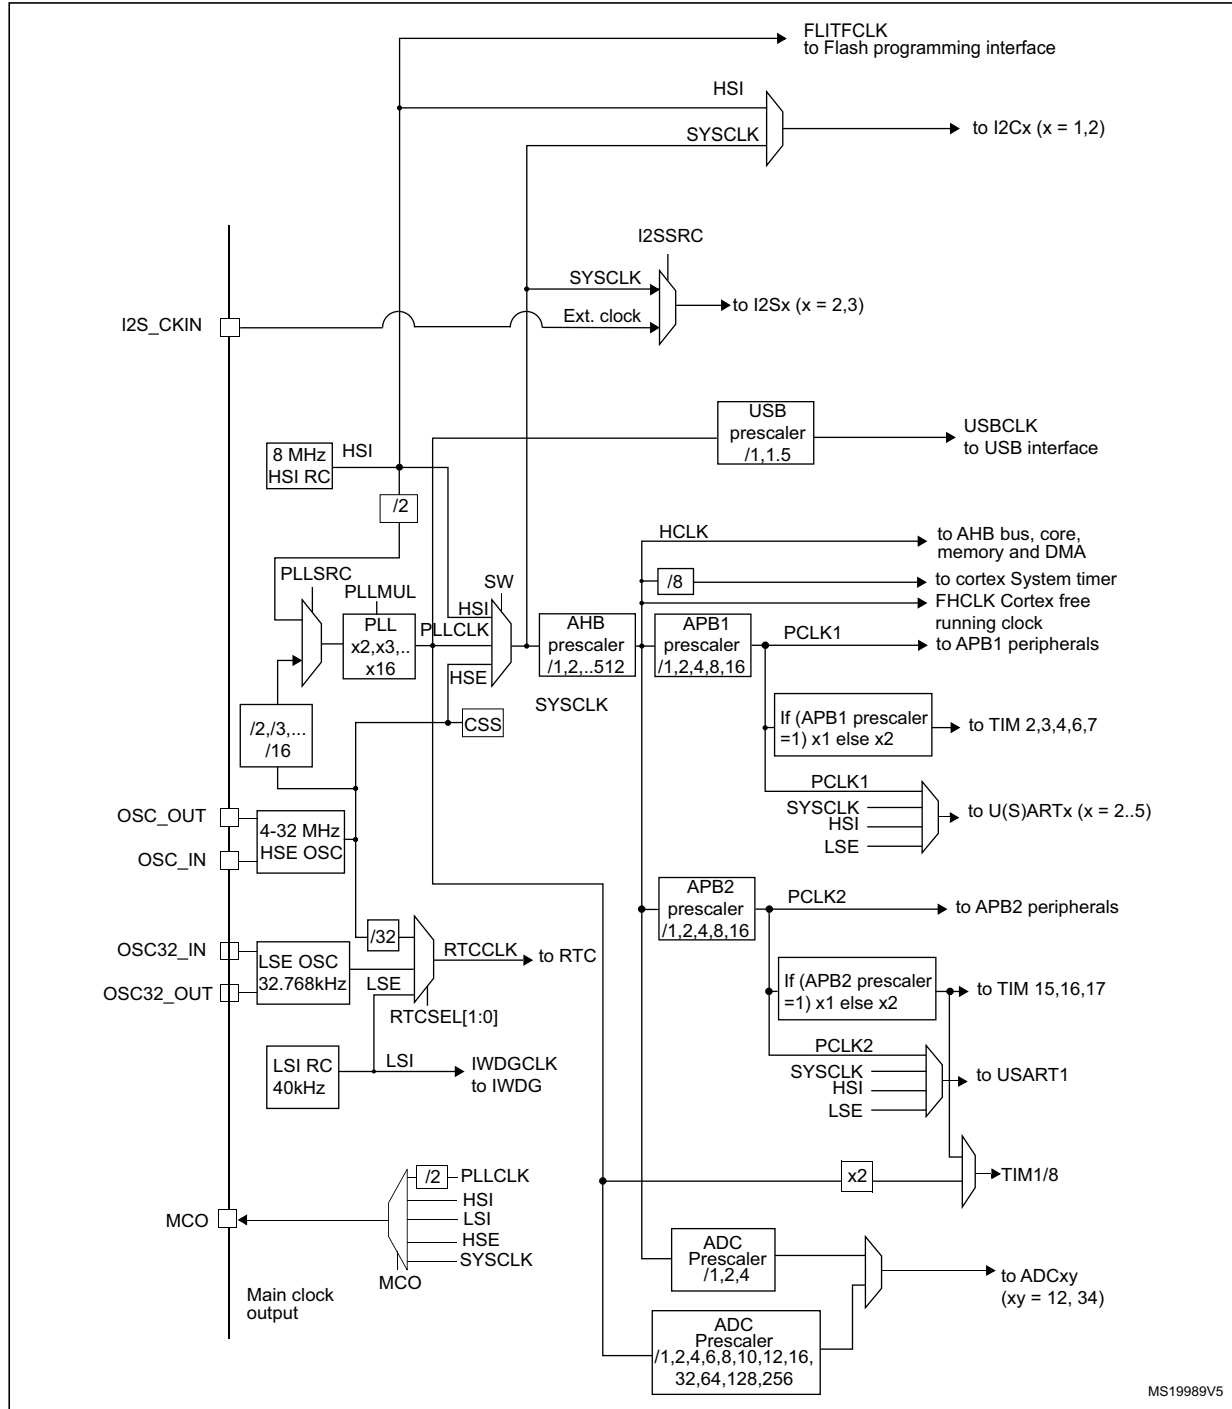 FLITFCLK
to Flash programming interface
HSI
to I2Cx (x = 1,2)
SYSCLK
I2SSRC
SYSCLK
to I2Sx (x = 2,3)
I2S_CKIN
Ext. clock
USB
prescaler
/1,1.5
USBCLK
to USB interface
8 MHz
HSI RC
HSI
/2
HCLK
to AHB bus, core,
memory and DMA
/8
to cortex System timer
FHCLK Cortex free
running clock
PLLSRC
PLLMUL
PLL
x2,x3,..
x16
PLLCLK
SW
HSI
HSE
AHB
prescaler
/1,2,..512
SYSCLK
APB1
prescaler
/1,2,4,8,16
PCLK1
to APB1 peripherals
/2,/3,...
/16
CSS
If (APB1 prescaler
=1) x1 else x2
to TIM 2,3,4,6,7
PCLK1
SYSCLK
HSI
LSE
to U(S)ARTx (x = 2..5)
OSC_OUT
OSC_IN
4-32 MHz
HSE OSC
APB2
prescaler
/1,2,4,8,16
PCLK2
to APB2 peripherals
OSC32_IN
OSC32_OUT
LSE OSC
32.768kHz
/32
LSE
RTCCLK
to RTC
RTCSEL[1:0]
If (APB2 prescaler
=1) x1 else x2
to TIM 15,16,17
LSI RC
40kHz
LSI
IWDGCLK
to IWDG
PCLK2
SYSCLK
HSI
LSE
to USART1
x2
TIM1/8
MCO
/2
PLLCLK
HSI
LSI
HSE
SYSCLK
MCO
Main clock
output
ADC
Prescaler
/1,2,4
to ADCxy
(xy = 12, 34)
ADC
Prescaler
/1,2,4,6,8,10,12,16,
32,64,128,256
MS19989V5